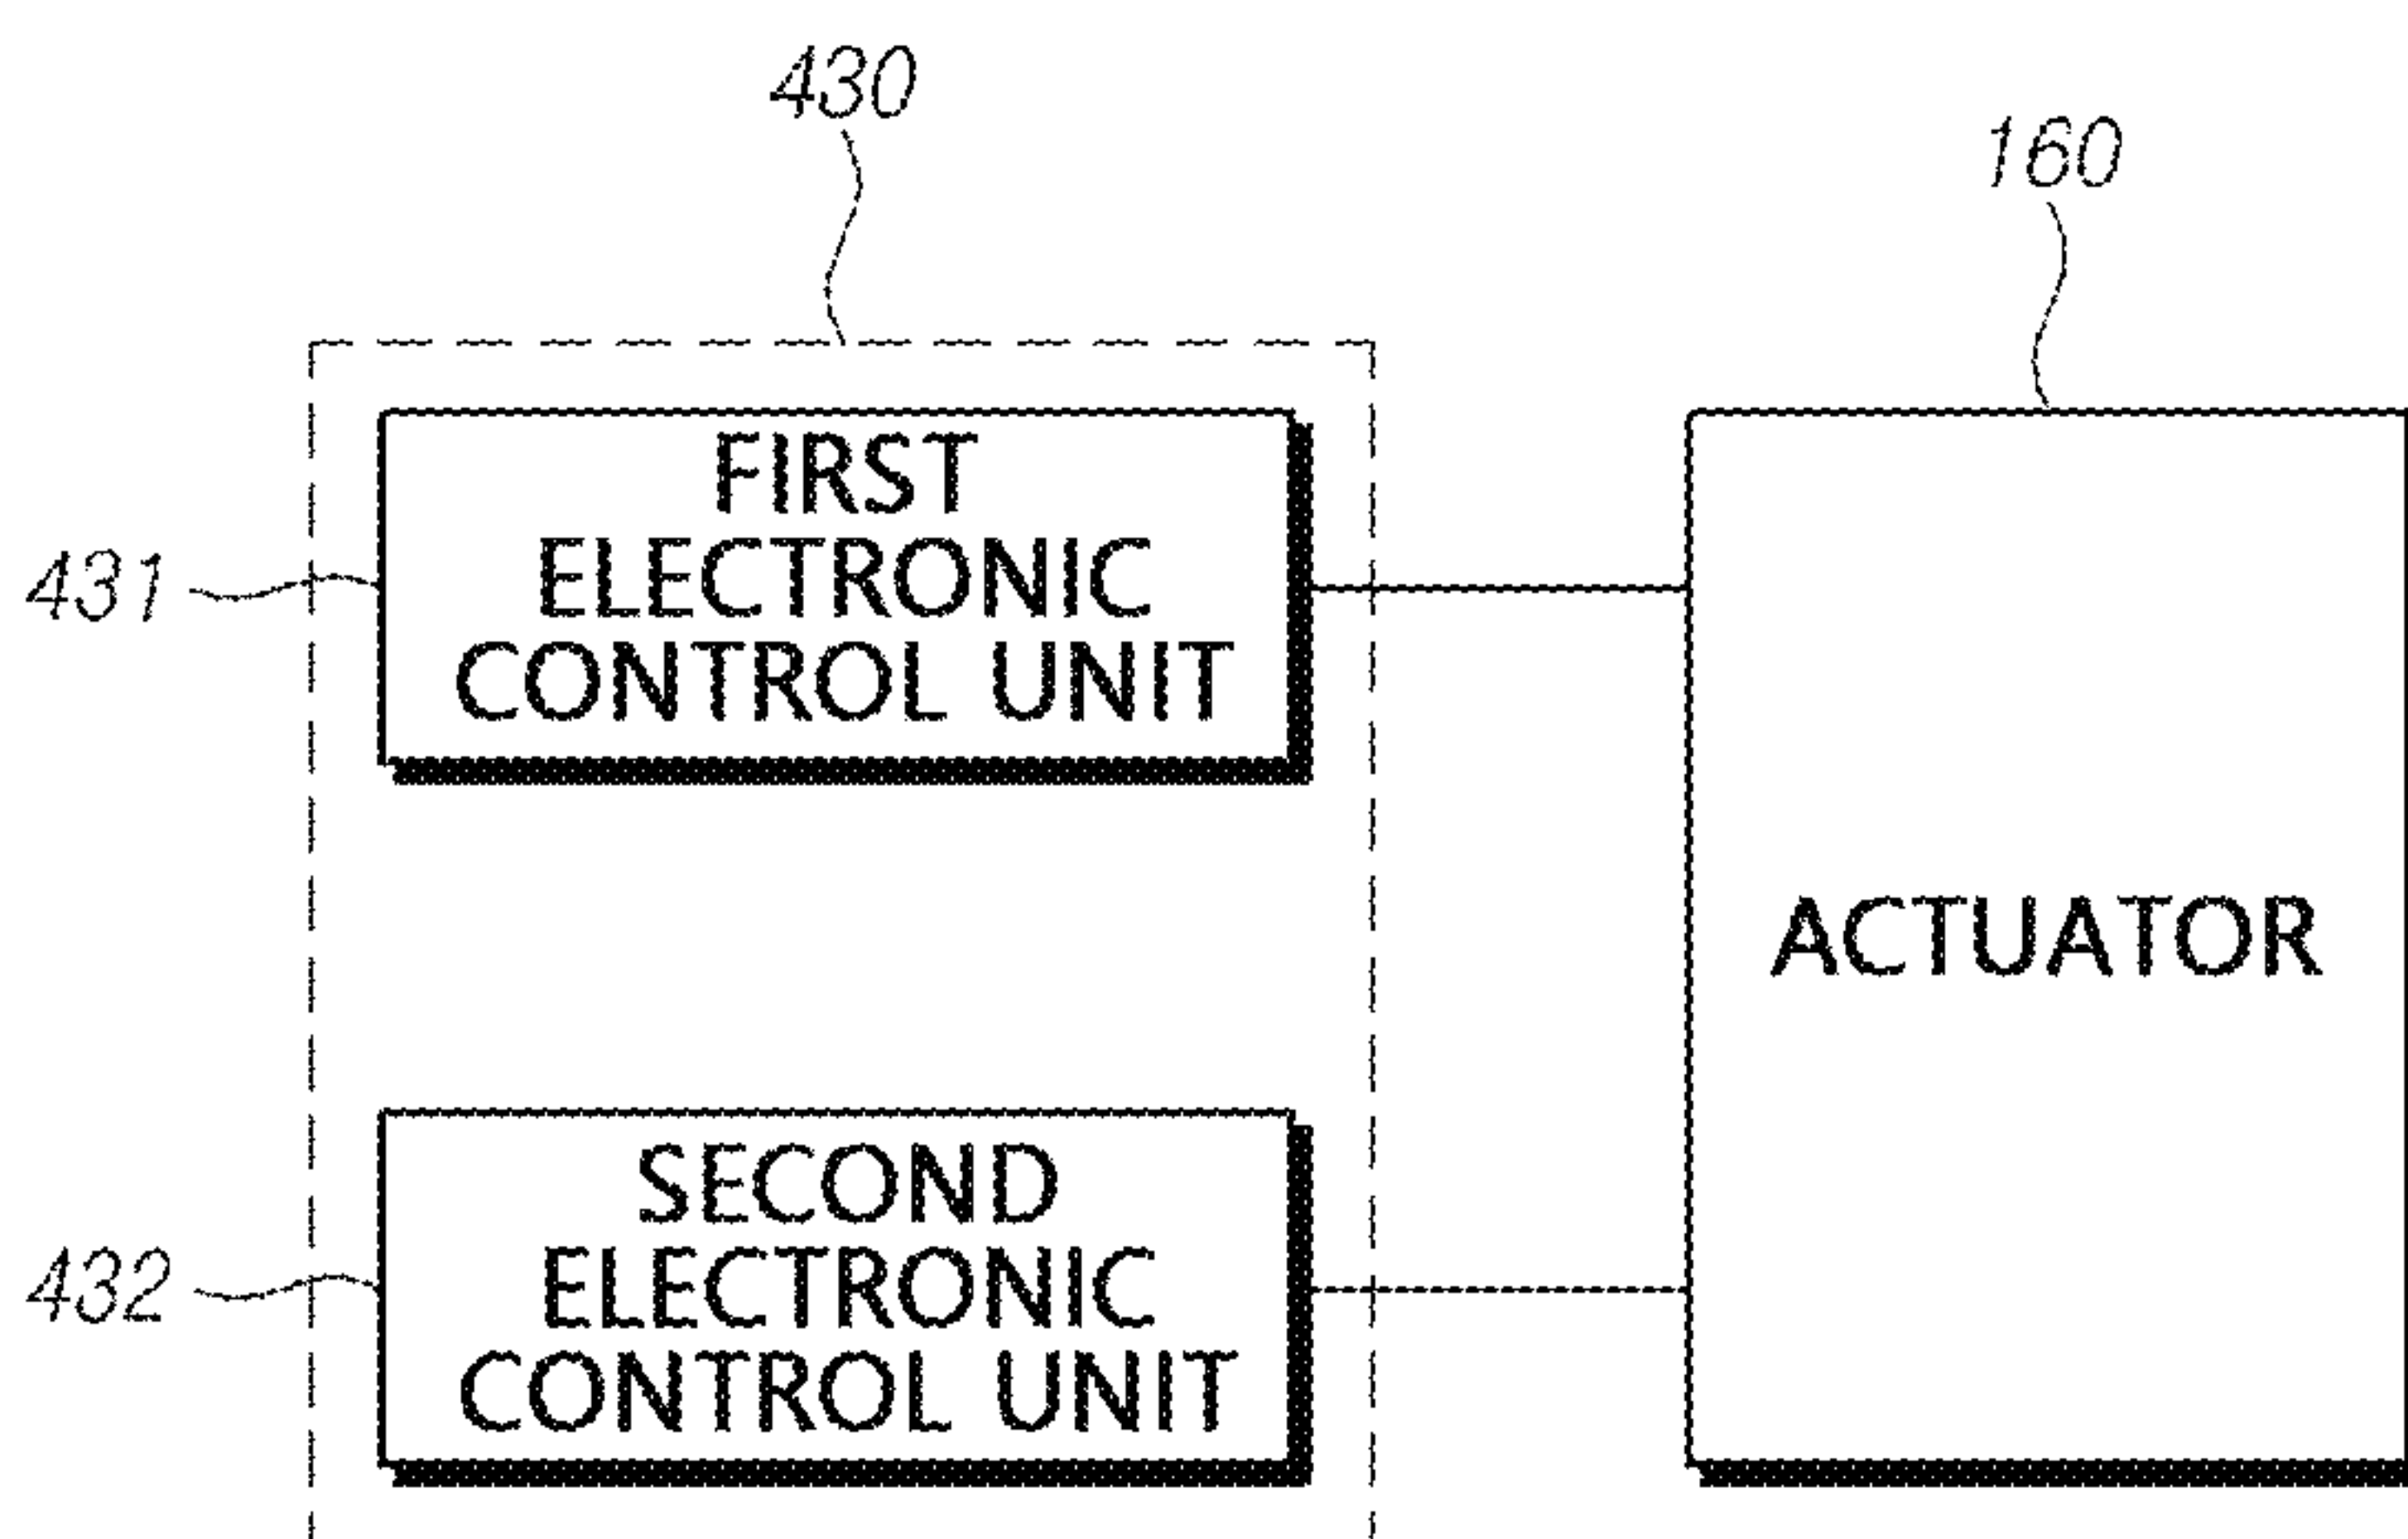 430
160
431
FIRST
ELECTRONIC
CONTROL UNIT
ACTUATOR
432
SECOND
ELECTRONIC
CONTROL UNIT